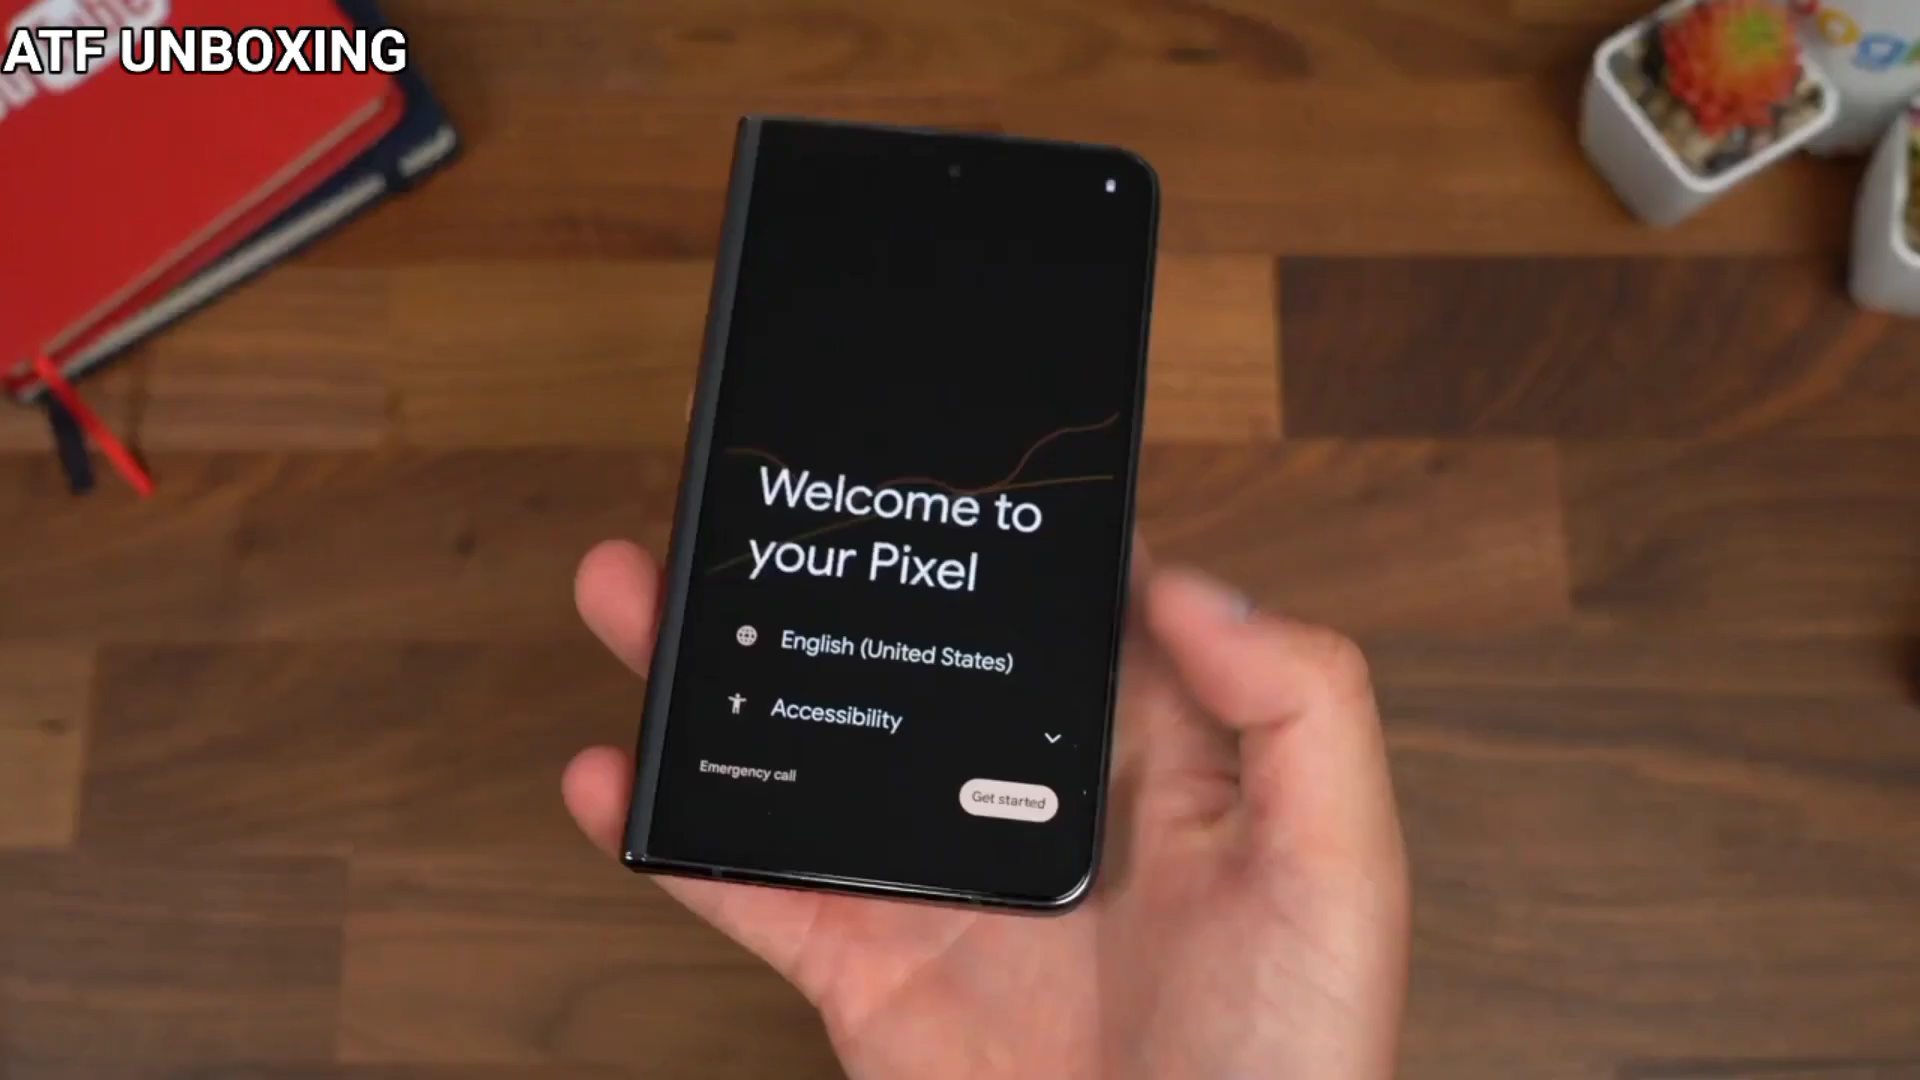 ATF UNBOXING
Welcome to
your Pixel
English (United States)
Accessibility
Emergency call
Get started